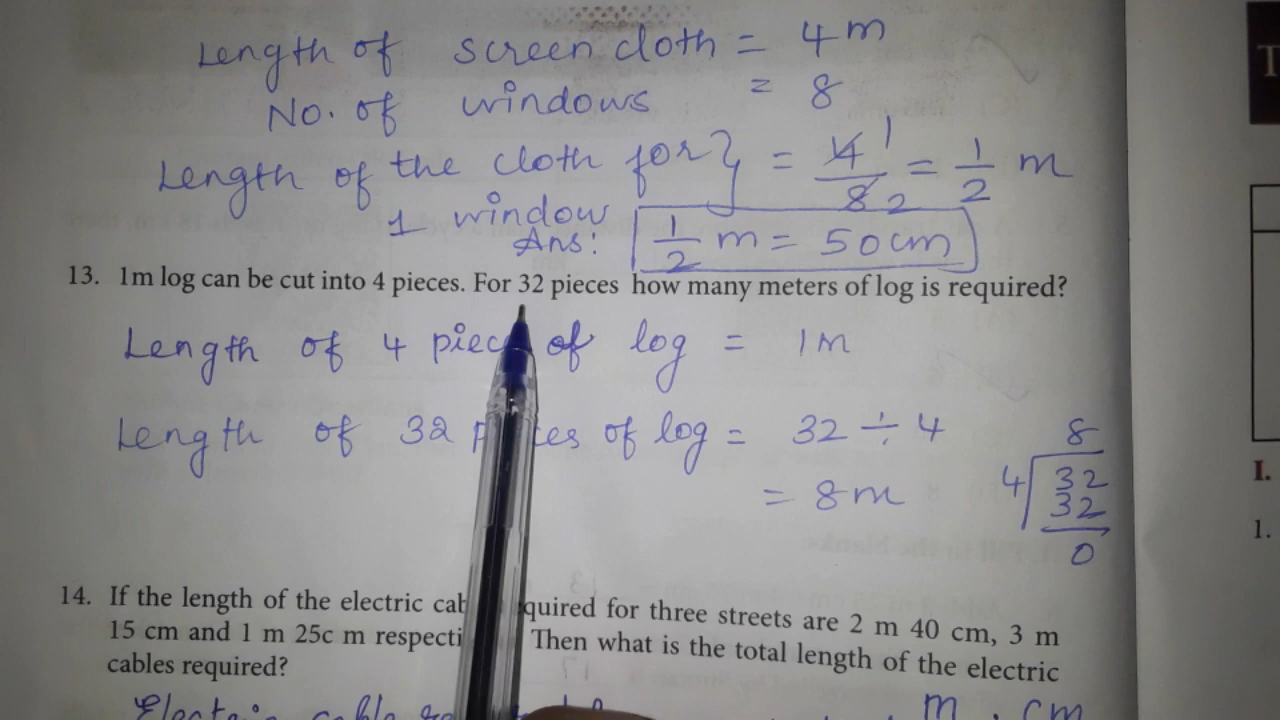 Length of screen cloth = 4 m
No. of windows = 8
Length of the cloth for } = 4 1 / 8 2 = 1/2 m
1 window
Ans: 1/2 m = 50 cm
13. 1m log can be cut into 4 pieces. For 32 pieces how many meters of log is required?
Length of 4 piec of log = 1m
Length of 32 p ces of log = 32 ÷ 4
= 8 m
8
4 32
32
0
14. If the length of the electric cab quired for three streets are 2 m 40 cm, 3 m
15 cm and 1 m 25c m respecti Then what is the total length of the electric
cables required?
Electric cable
m . cm
T
I.
1.